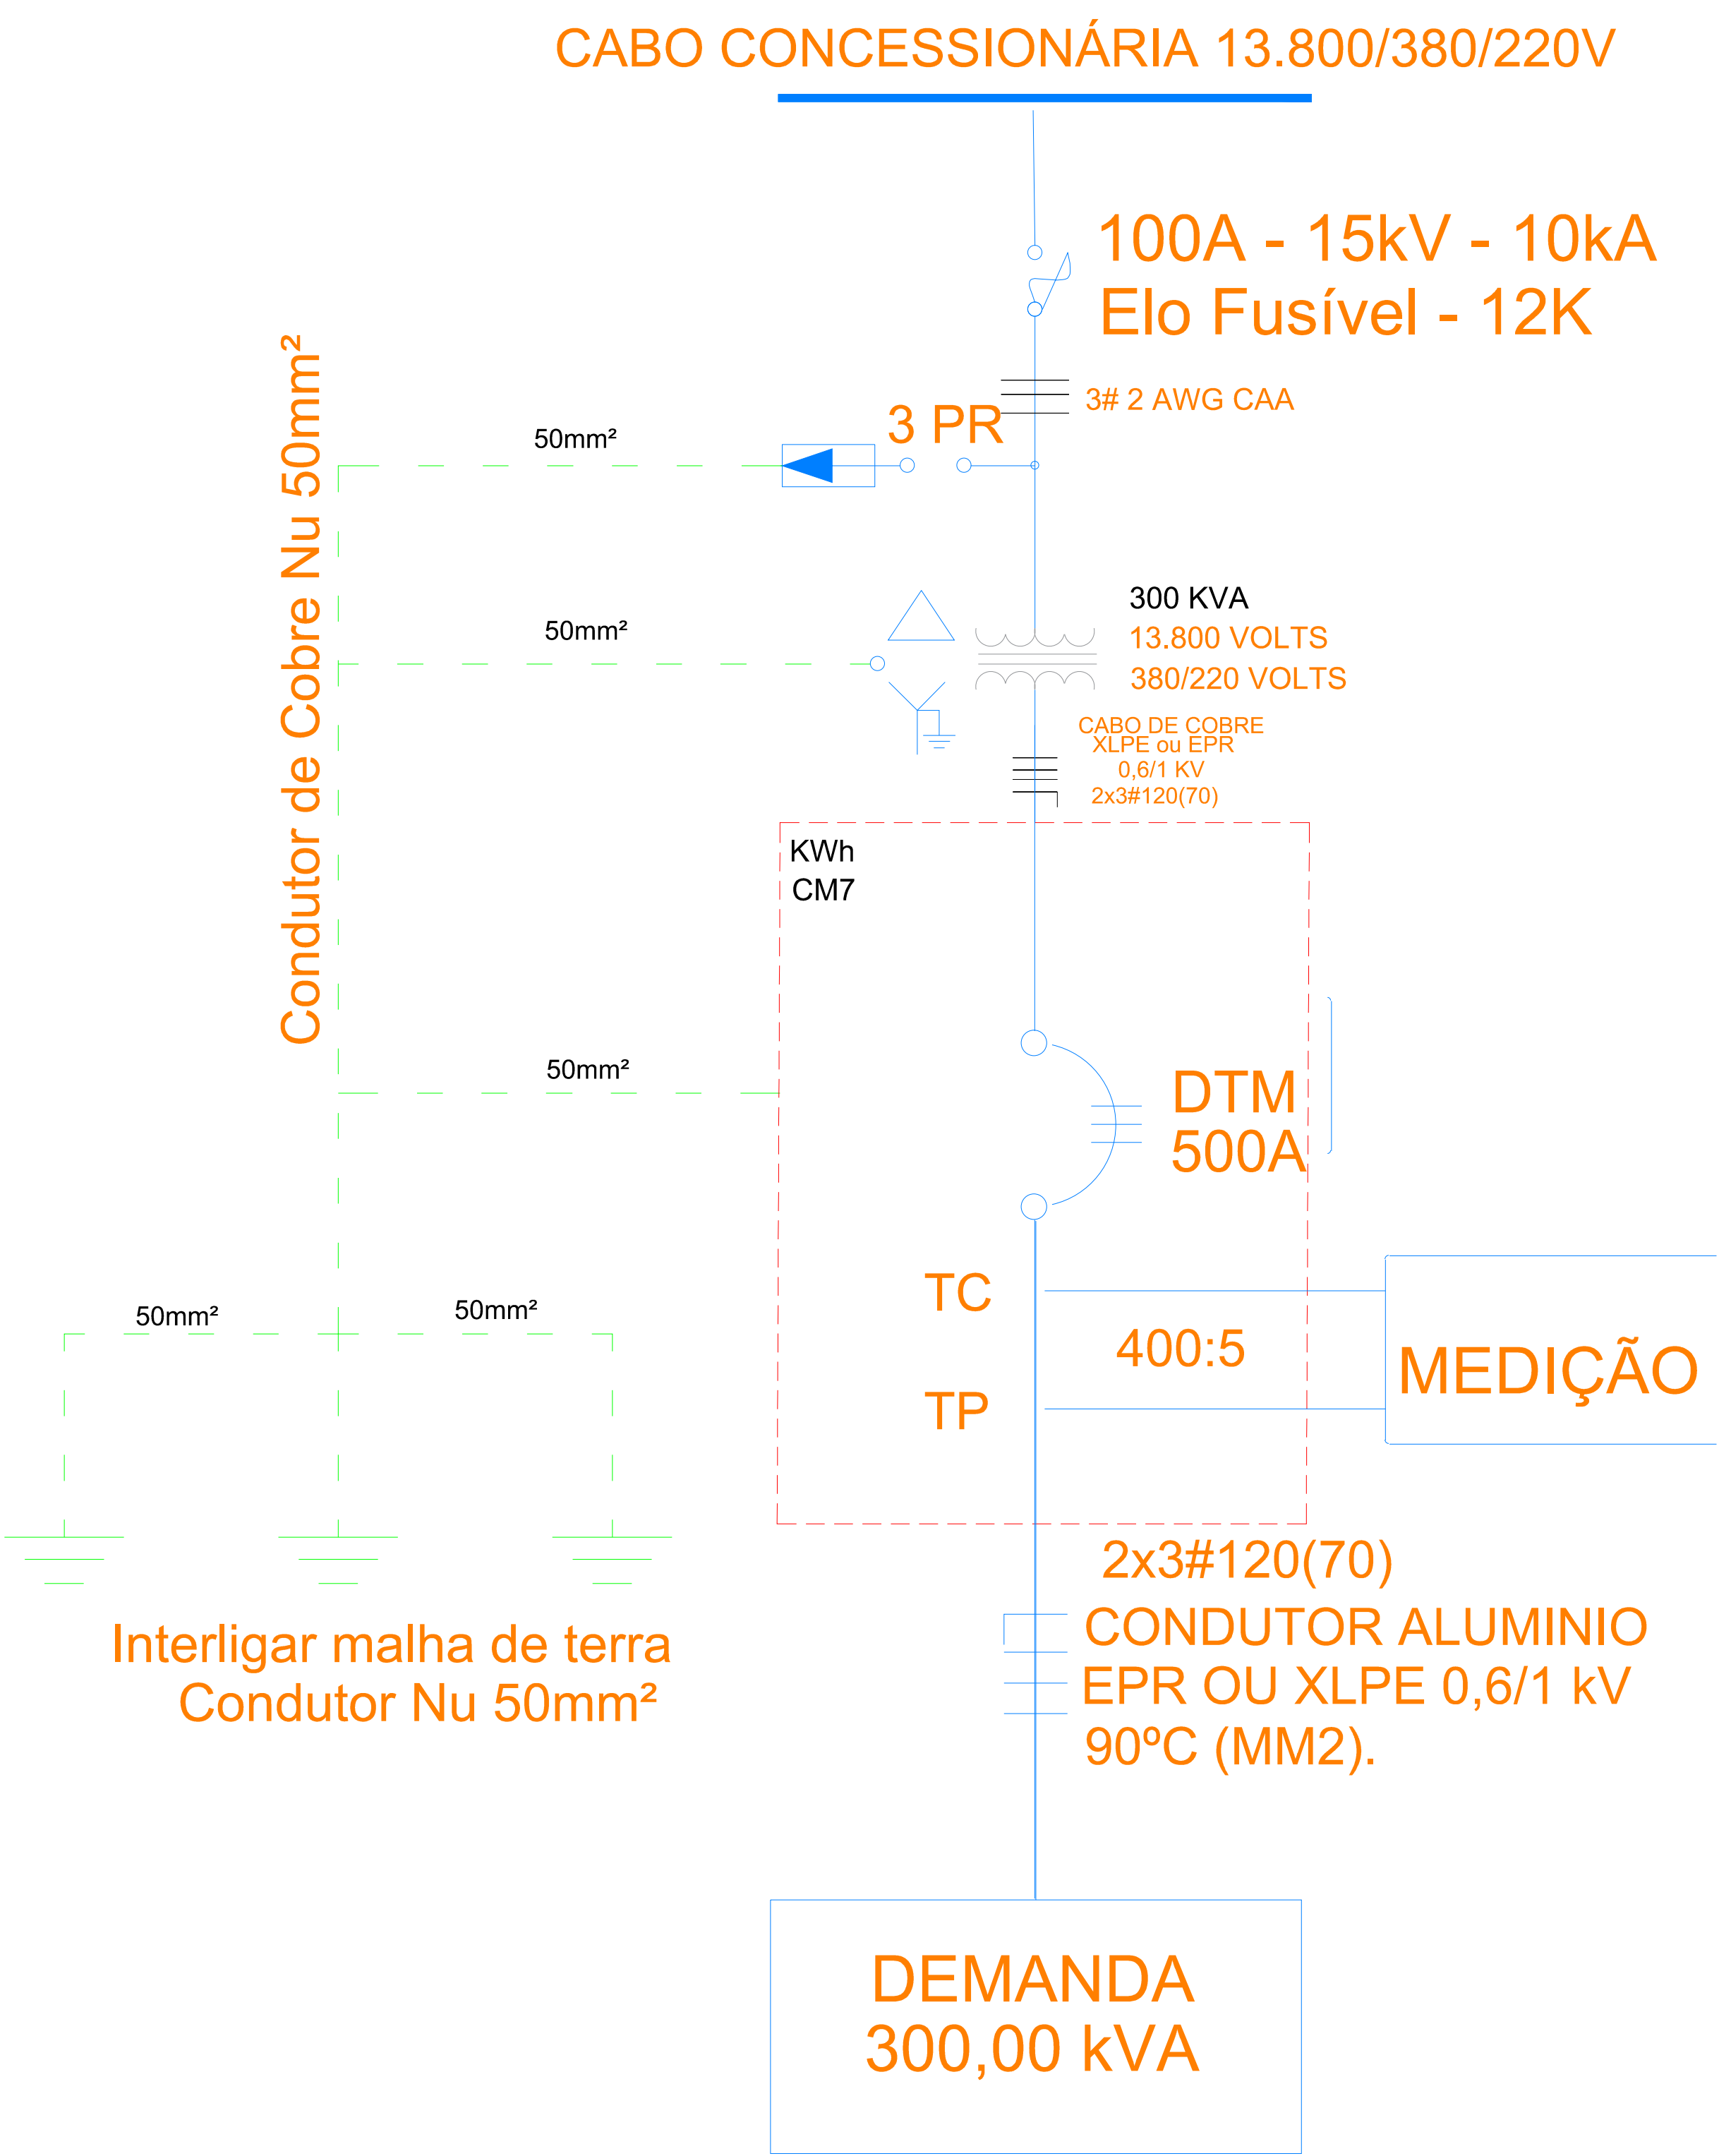 CABO CONCESSIONÁRIA 13.800/380/220V
100A - 15kV - 10kA
Elo Fusível - 12K
3# 2 AWG CAA
3 PR
50mm²
Condutor de Cobre Nu 50mm²
300 KVA
13.800 VOLTS
380/220 VOLTS
50mm²
CABO DE COBRE
XLPE ou EPR
0,6/1 KV
2x3#120(70)
KWh
CM7
50mm²
DTM
500A
TC
400:5
TP
MEDIÇÃO
50mm²
50mm²
2x3#120(70)
CONDUTOR ALUMINIO
EPR OU XLPE 0,6/1 kV
90ºC (MM2).
Interligar malha de terra
Condutor Nu 50mm²
DEMANDA
300,00 kVA